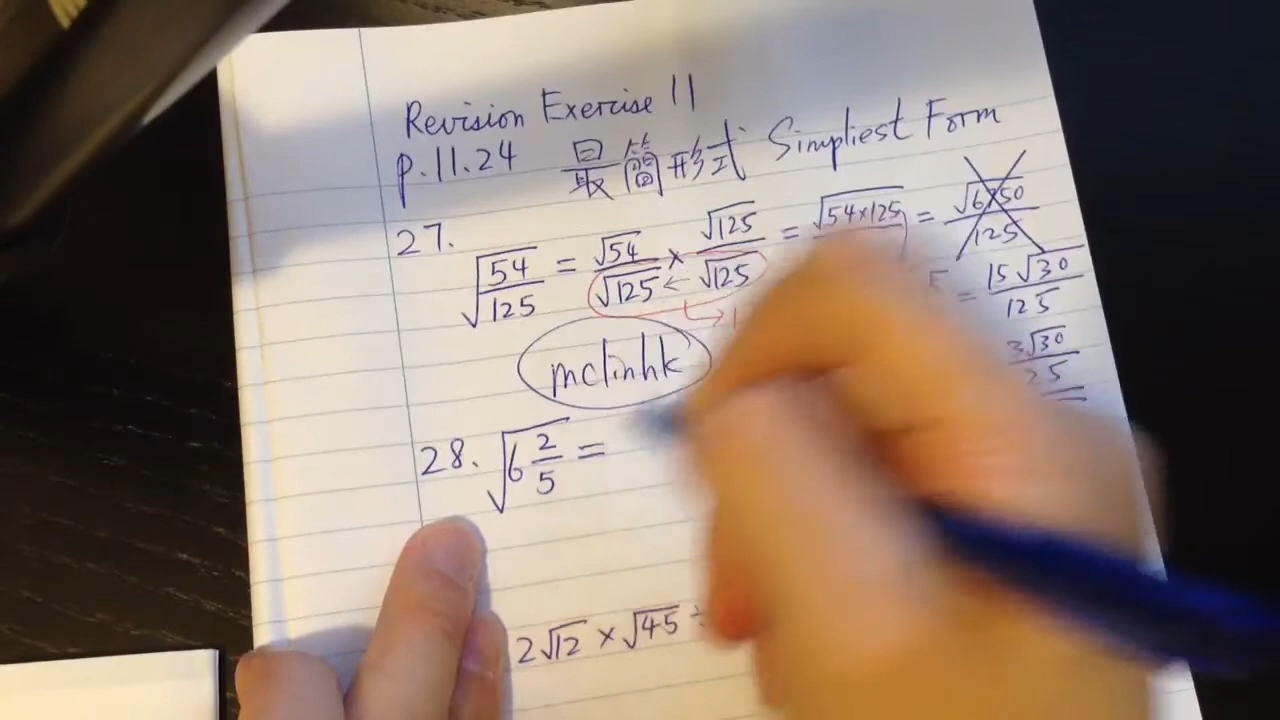 Revision Exercise 11
p.11.24 最簡形式 Simpliest Form
27. √(54/125) = √54/√125 × √125/√125 = √(54×125) = √6750/125
= 15√30/125
3√30/25
mclinhk
28. √(6 2/5) =
2√12 × √45 ÷